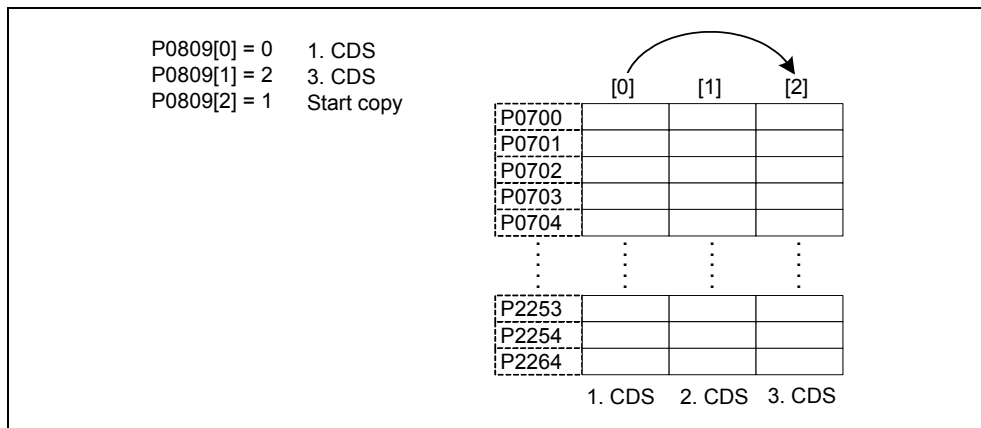 P0809[0] = 0 1. CDS
P0809[1] = 2 3. CDS
P0809[2] = 1 Start copy
[0] [1] [2]
P0700
P0701
P0702
P0703
P0704
P2253
P2254
P2264
1. CDS 2. CDS 3. CDS